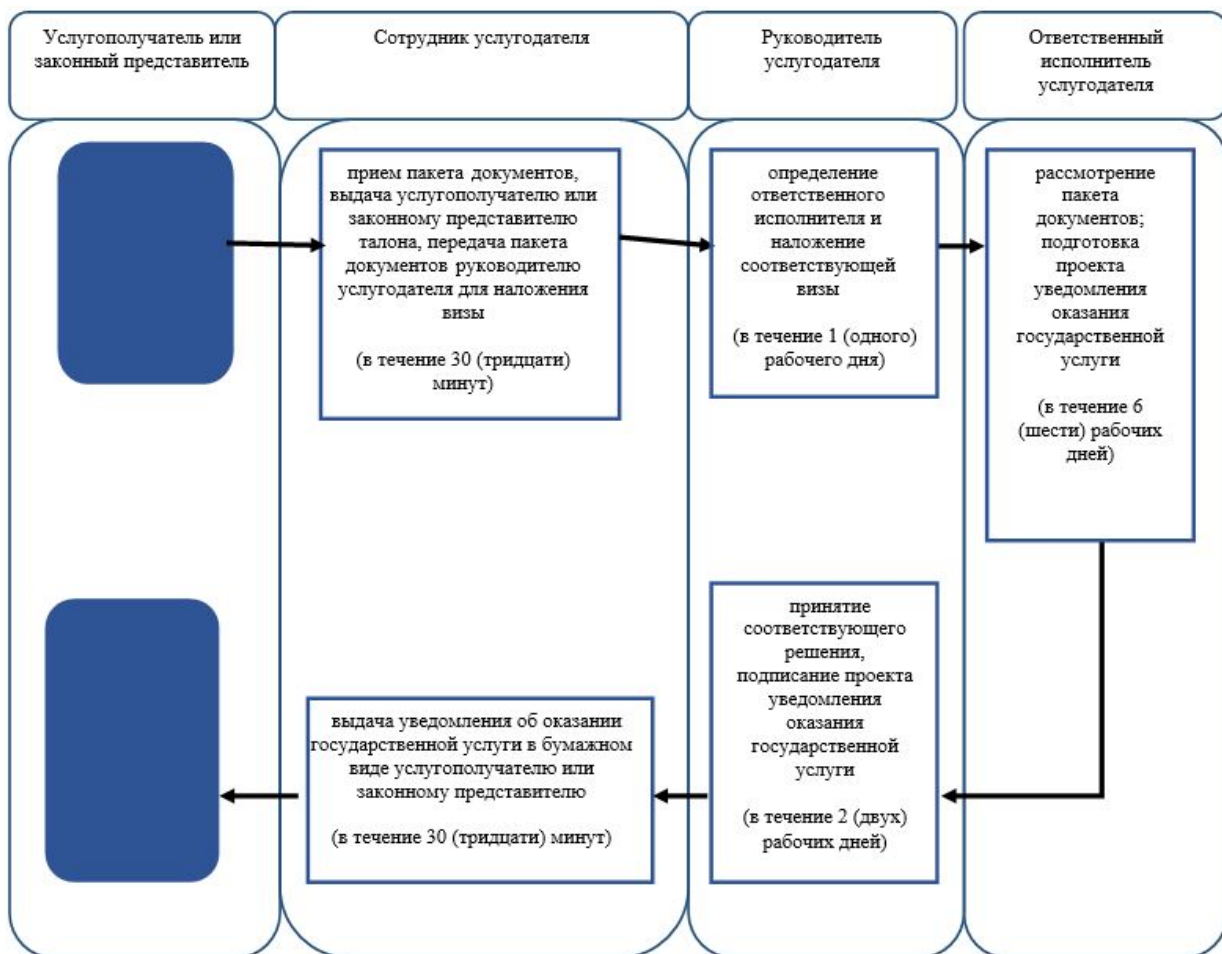 Услугополучатель или
законный представитель
Сотрудник услугодателя
Руководитель
услугодателя
Ответственный
исполнитель
услугодателя
прием пакета документов,
выдача услугополучателю или
законному представителю
талона, передача пакета
документов руководителю
услугодателя для наложения
визы
(в течение 30 (тридцати)
минут)
определение
ответственного
исполнителя и
наложение
соответствующей
визы
(в течение 1 (одного)
рабочего дня)
рассмотрение
пакета
документов;
подготовка
проекта
уведомления
оказания
государственной
услуги
(в течение 6
(шести) рабочих
дней)
принятие
соответствующего
решения,
подписание проекта
уведомления
оказания
государственной
услуги
(в течение 2 (двух)
рабочих дней)
выдача уведомления об оказании
государственной услуги в бумажном
виде услугополучателю или
законному представителю
(в течение 30 (тридцати) минут)